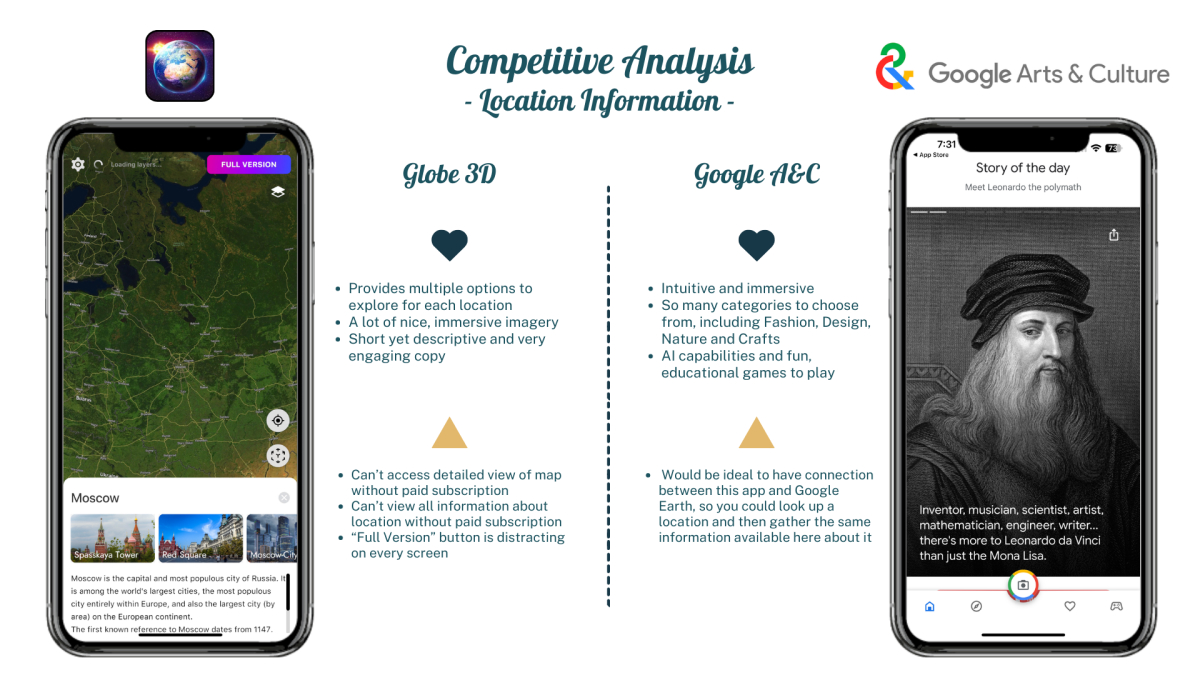 Competitive Analysis
- Location Information -
Google Arts & Culture
Loading layers...
FULL VERSION
Ukraine
Moscow
Spasskaya Tower
Red Square
Moscow-City
Moscow is the capital and most populous city of Russia. It
is among the world's largest cities, the most populous
city entirely within Europe, and also the largest city (by
area) on the European continent.
The first known reference to Moscow dates from 1147.
Globe 3D
• Provides multiple options to
explore for each location
• A lot of nice, immersive imagery
• Short yet descriptive and very
engaging copy
• Can't access detailed view of map
without paid subscription
• Can't view all information about
location without paid subscription
• “Full Version” button is distracting
on every screen
Google A&C
• Intuitive and immersive
• So many categories to choose
from, including Fashion, Design,
Nature and Crafts
• AI capabilities and fun,
educational games to play
• Would be ideal to have connection
between this app and Google
Earth, so you could look up a
location and then gather the same
information available here about it
7:31
73
◄ App Store
Story of the day
Meet Leonardo the polymath
Inventor, musician, scientist, artist,
mathematician, engineer, writer...
there's more to Leonardo da Vinci
than just the Mona Lisa.